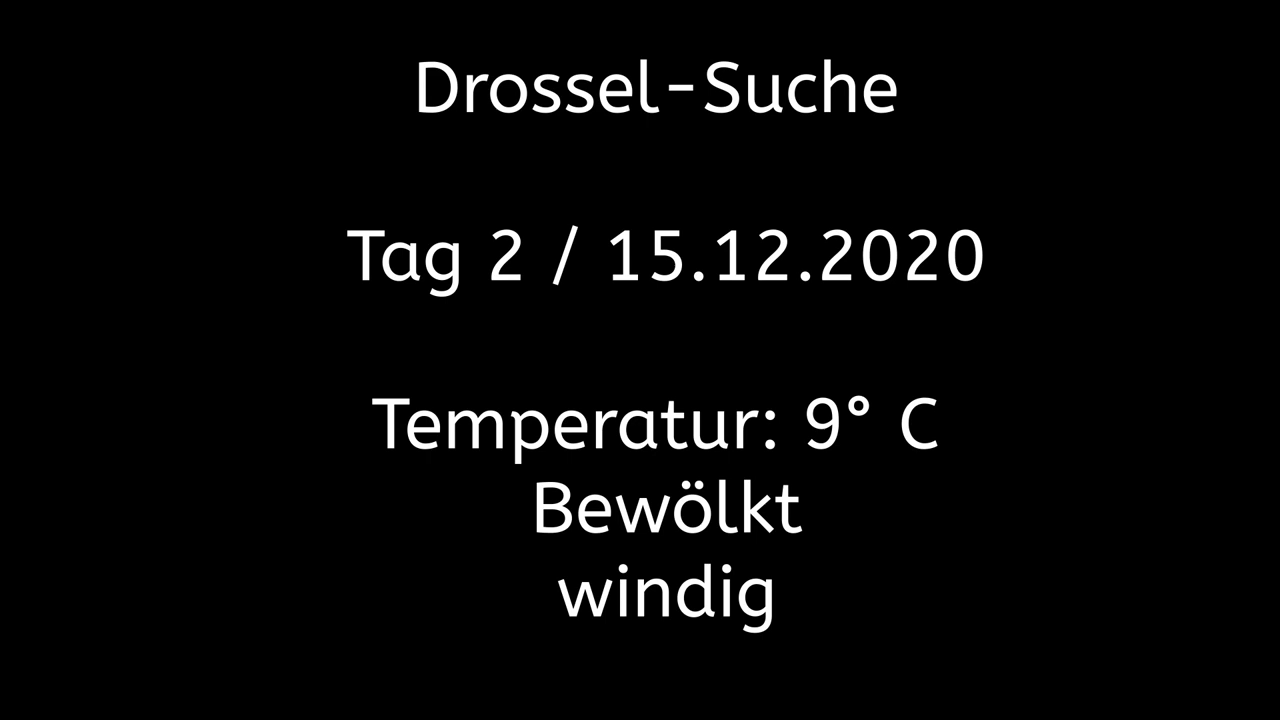 Drossel-Suche
Tag 2 / 15.12.2020
Temperatur: 9° C
Bewölkt
windig